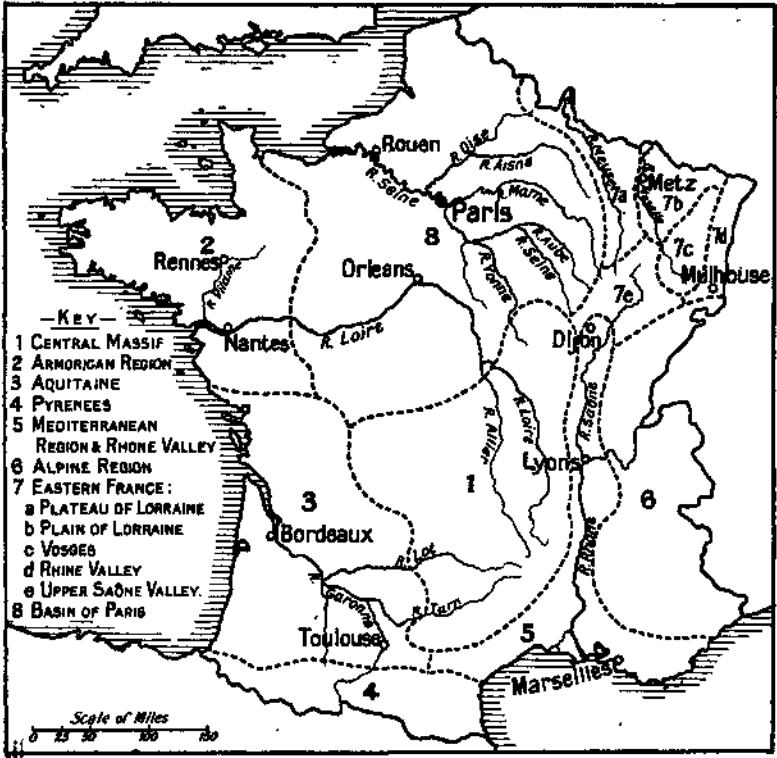 Rouen
R. Oise
R. Aisne
R. Seine
R. Marne
Paris
R. Meuse
7a
Metz
7b
R. Moselle
7c
7d
Mulhouse
2
Rennes
R. Vilaine
8
Orleans
R. Yonne
R. Seine
R. Aube
7e
Dijon
Nantes
R. Loire
R. Saône
R. Allier
R. Loire
Lyons
1
6
3
Bordeaux
R. Lot
R. Rhone
R. Garonne
R. Tarn
Toulouse
5
Marseilles
4
— KEY —
1 CENTRAL MASSIF
2 ARMORICAN REGION
3 AQUITAINE
4 PYRENEES
5 MEDITERRANEAN
REGION & RHONE VALLEY
6 ALPINE REGION
7 EASTERN FRANCE:
a PLATEAU OF LORRAINE
b PLAIN OF LORRAINE
c VOSGES
d RHINE VALLEY
e UPPER SAÔNE VALLEY.
8 BASIN OF PARIS
Scale of Miles
0 25 50 100 150